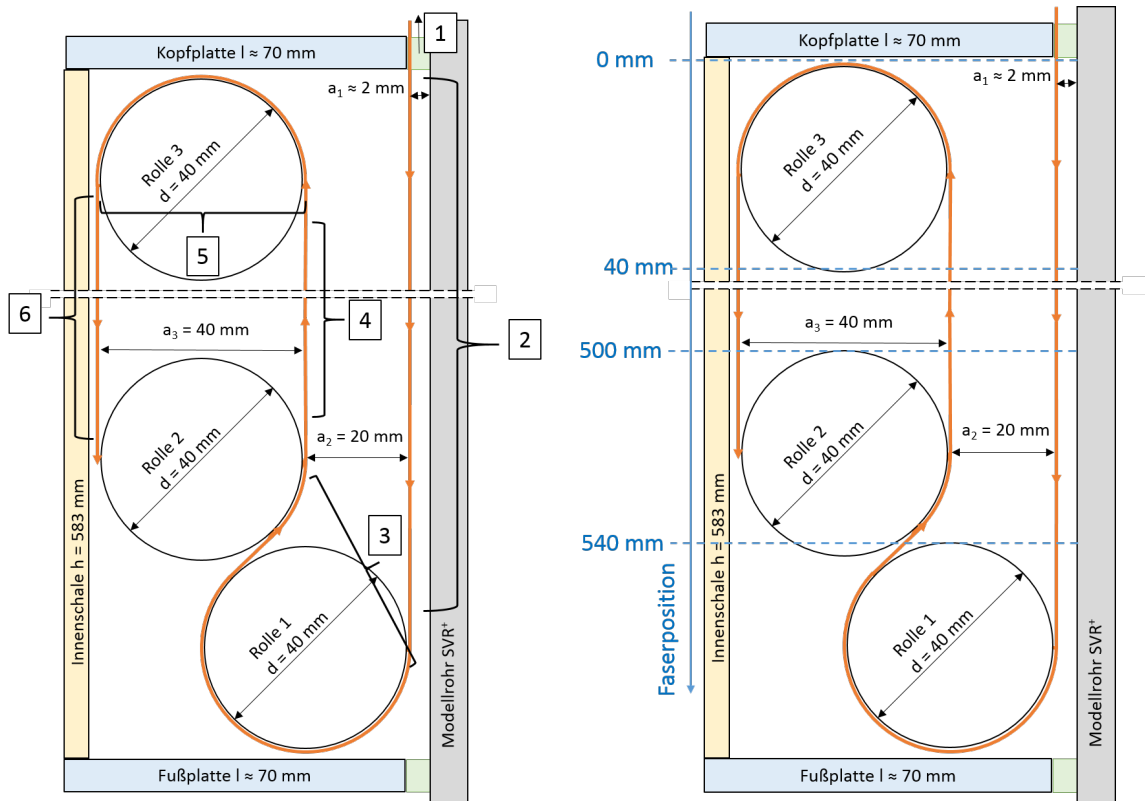 1
Kopfplatte l ≈ 70 mm
a₁ ≈ 2 mm
Rolle 3
d = 40 mm
5
4
6
2
a₃ = 40 mm
Rolle 2
d = 40 mm
a₂ = 20 mm
3
Rolle 1
d = 40 mm
Innenschale h = 583 mm
Modellrohr SVR⁺
Fußplatte l ≈ 70 mm
Kopfplatte l ≈ 70 mm
0 mm
a₁ ≈ 2 mm
Rolle 3
d = 40 mm
40 mm
a₃ = 40 mm
500 mm
Rolle 2
d = 40 mm
a₂ = 20 mm
540 mm
Rolle 1
d = 40 mm
Faserposition
Innenschale h = 583 mm
Modellrohr SVR⁺
Fußplatte l ≈ 70 mm